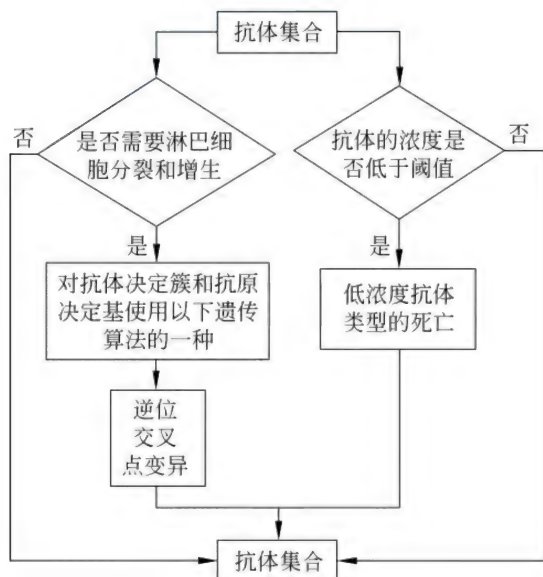 抗体集合
否
是否需要淋巴细
胞分裂和增生
抗体的浓度是
否低于阈值
否
是
是
对抗体决定簇和抗原
决定基使用以下遗传
算法的一种
低浓度抗体
类型的死亡
逆位
交叉
点变异
抗体集合